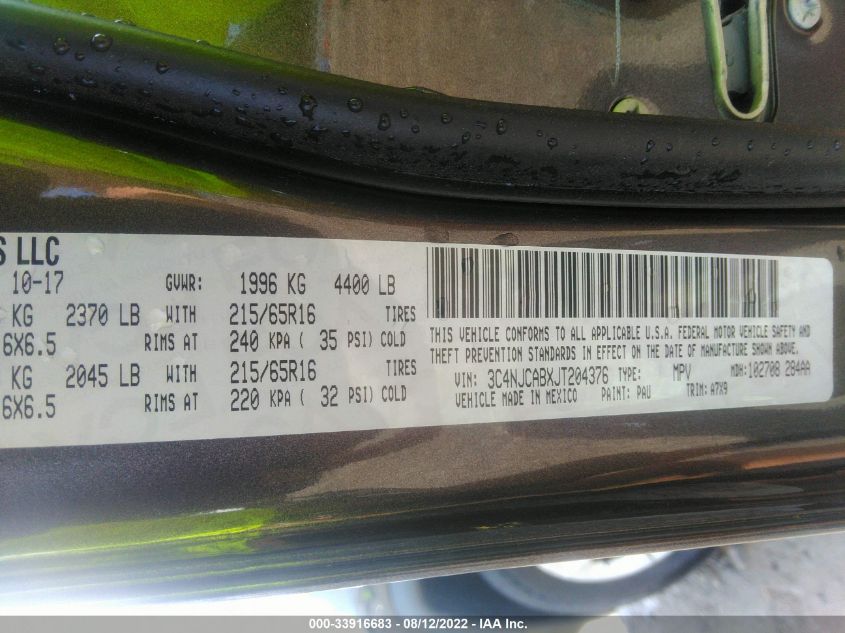 S LLC
10-17 GVWR: 1996 KG 4400 LB
KG 2370 LB WITH 215/65R16 TIRES
6X6.5 RIMS AT 240 KPA ( 35 PSI) COLD
KG 2045 LB WITH 215/65R16 TIRES
6X6.5 RIMS AT 220 KPA ( 32 PSI) COLD
THIS VEHICLE CONFORMS TO ALL APPLICABLE U.S.A. FEDERAL MOTOR VEHICLE SAFETY AND
THEFT PREVENTION STANDARDS IN EFFECT ON THE DATE OF MANUFACTURE SHOWN ABOVE.
VIN: 3C4NJCABXJT204376 TYPE: MPV MDH: 102708 284AA
VEHICLE MADE IN MEXICO PAINT: PAU TRIM: A7X9
000-33916683 - 08/12/2022 - IAA Inc.